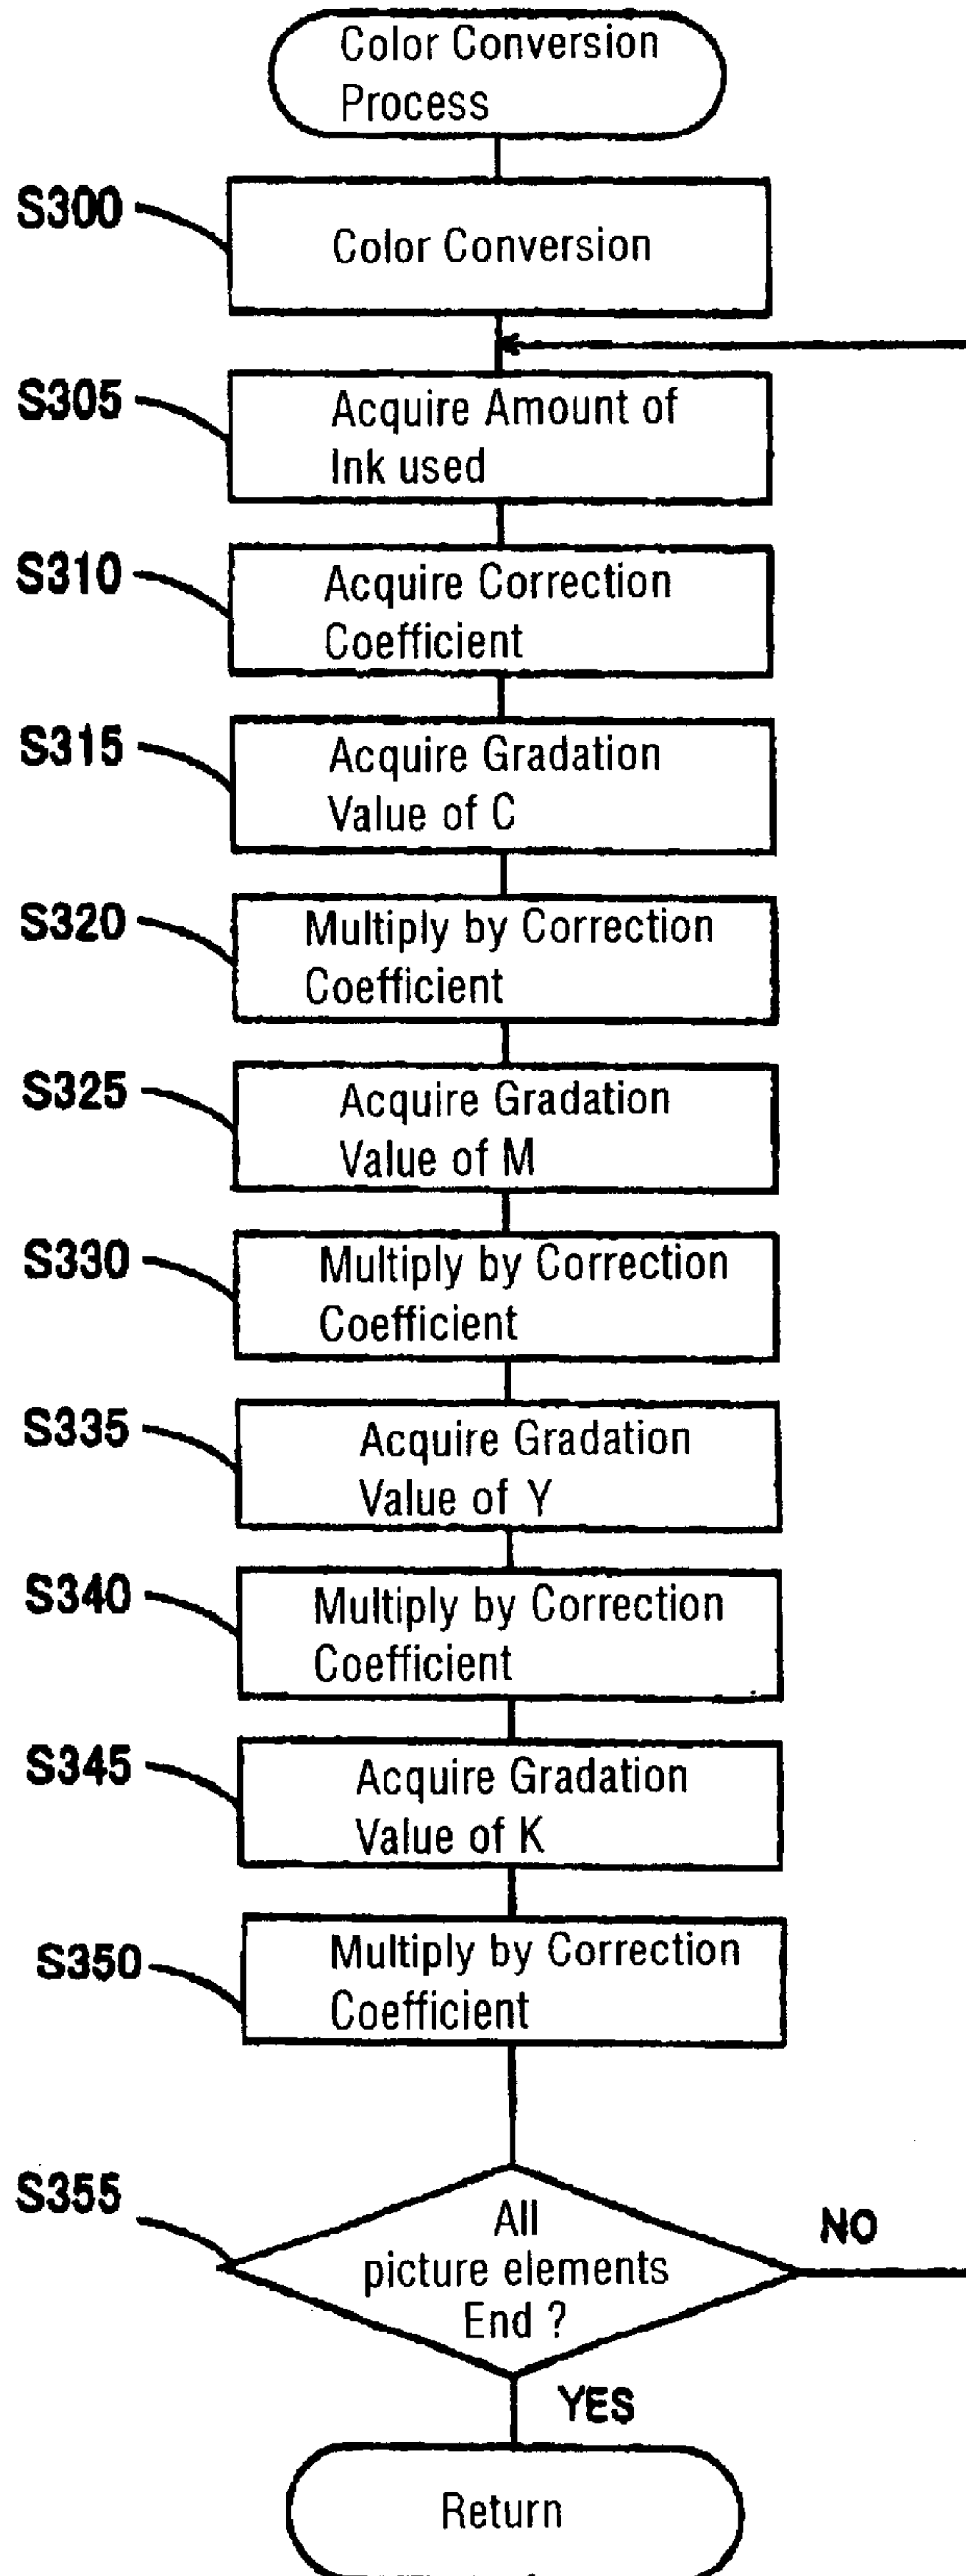 Color Conversion
Process
S300
Color Conversion
S305
Acquire Amount of
Ink used
S310
Acquire Correction
Coefficient
S315
Acquire Gradation
Value of C
S320
Multiply by Correction
Coefficient
S325
Acquire Gradation
Value of M
S330
Multiply by Correction
Coefficient
S335
Acquire Gradation
Value of Y
S340
Multiply by Correction
Coefficient
S345
Acquire Gradation
Value of K
S350
Multiply by Correction
Coefficient
S355
All
picture elements
End ?
NO
YES
Return